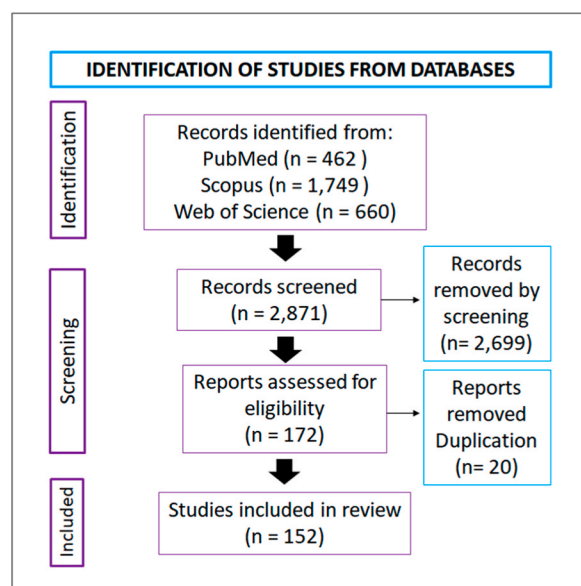 IDENTIFICATION OF STUDIES FROM DATABASES
Identification
Records identified from:
PubMed (n = 462 )
Scopus (n = 1,749)
Web of Science (n = 660)
Screening
Records screened
(n = 2,871)
Records
removed by
screening
(n= 2,699)
Reports assessed for
eligibility
(n = 172)
Reports
removed
Duplication
(n= 20)
Included
Studies included in review
(n = 152)